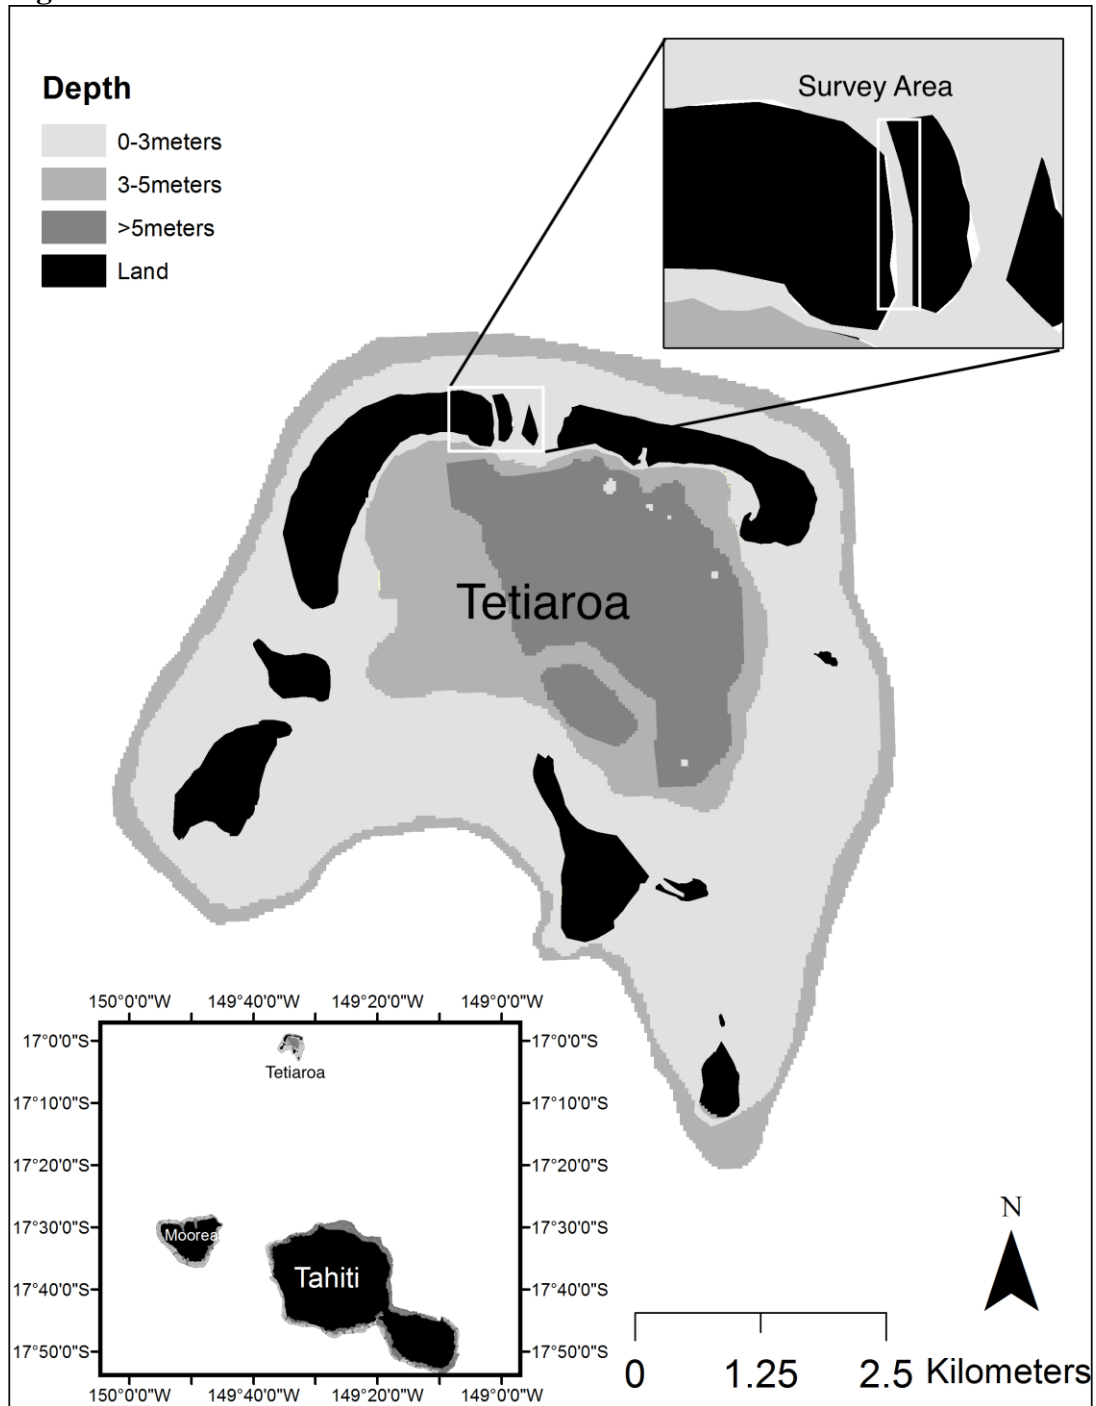 Depth
0-3meters
3-5meters
>5meters
Land
Survey Area
Tetiaroa
150°0'0"W 149°40'0"W 149°20'0"W 149°0'0"W
17°0'0"S 17°0'0"S
Tetiaroa
17°10'0"S 17°10'0"S
17°20'0"S 17°20'0"S
17°30'0"S 17°30'0"S
Moorea
Tahiti
17°40'0"S 17°40'0"S
17°50'0"S 17°50'0"S
150°0'0"W 149°40'0"W 149°20'0"W 149°0'0"W
N
0 1.25 2.5 Kilometers